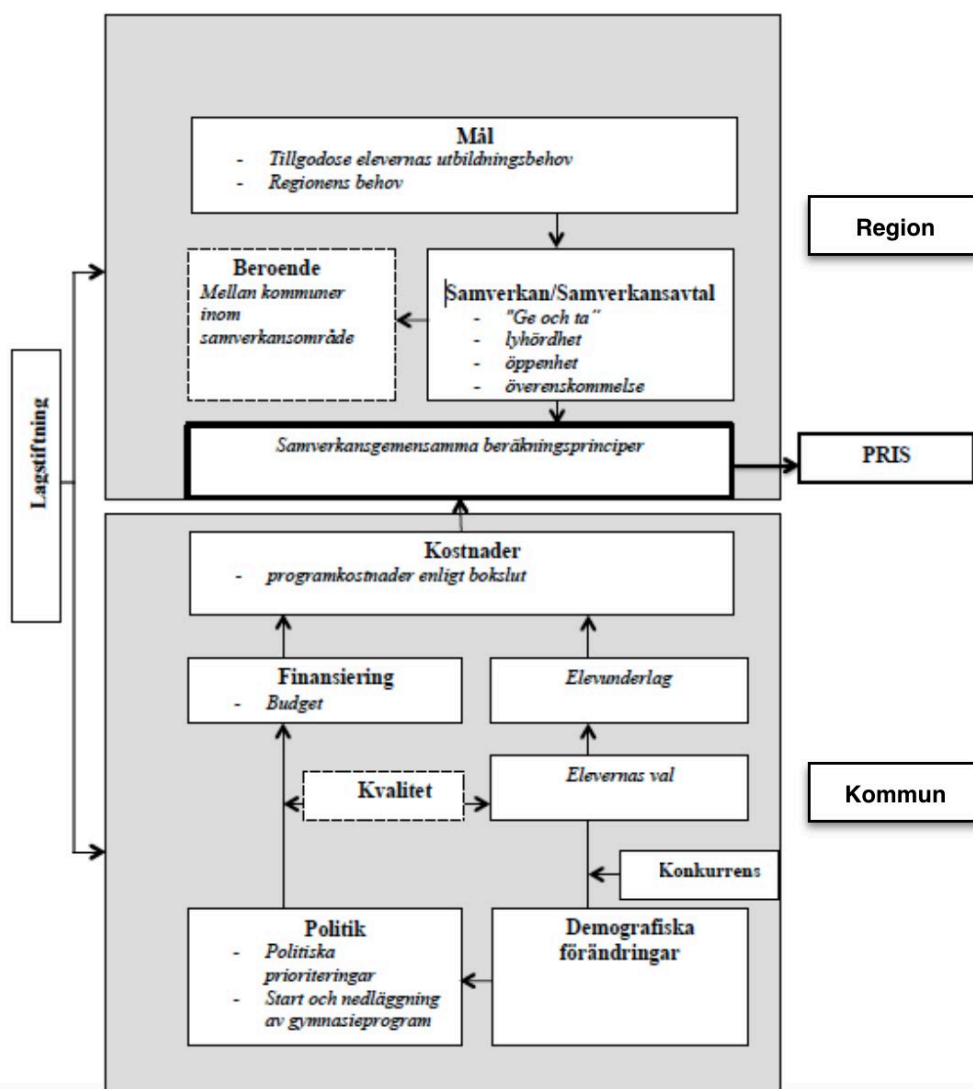 Mål
- Tillgodose elevernas utbildningsbehov
- Regionens behov
Region
Beroende
Mellan kommuner
inom
samverkansområde
Samverkan/Samverkansavtal
- "Ge och ta"
- lyhördhet
- öppenhet
- överenskommelse
Lagstiftning
Samverkansgemensamma beräkningsprinciper
PRIS
Kostnader
- programkostnader enligt bokslut
Finansiering
- Budget
Elevunderlag
Kvalitet
Elevernas val
Kommun
Konkurrens
Politik
- Politiska
prioriteringar
- Start och nedläggning
av gymnasieprogram
Demografiska
förändringar